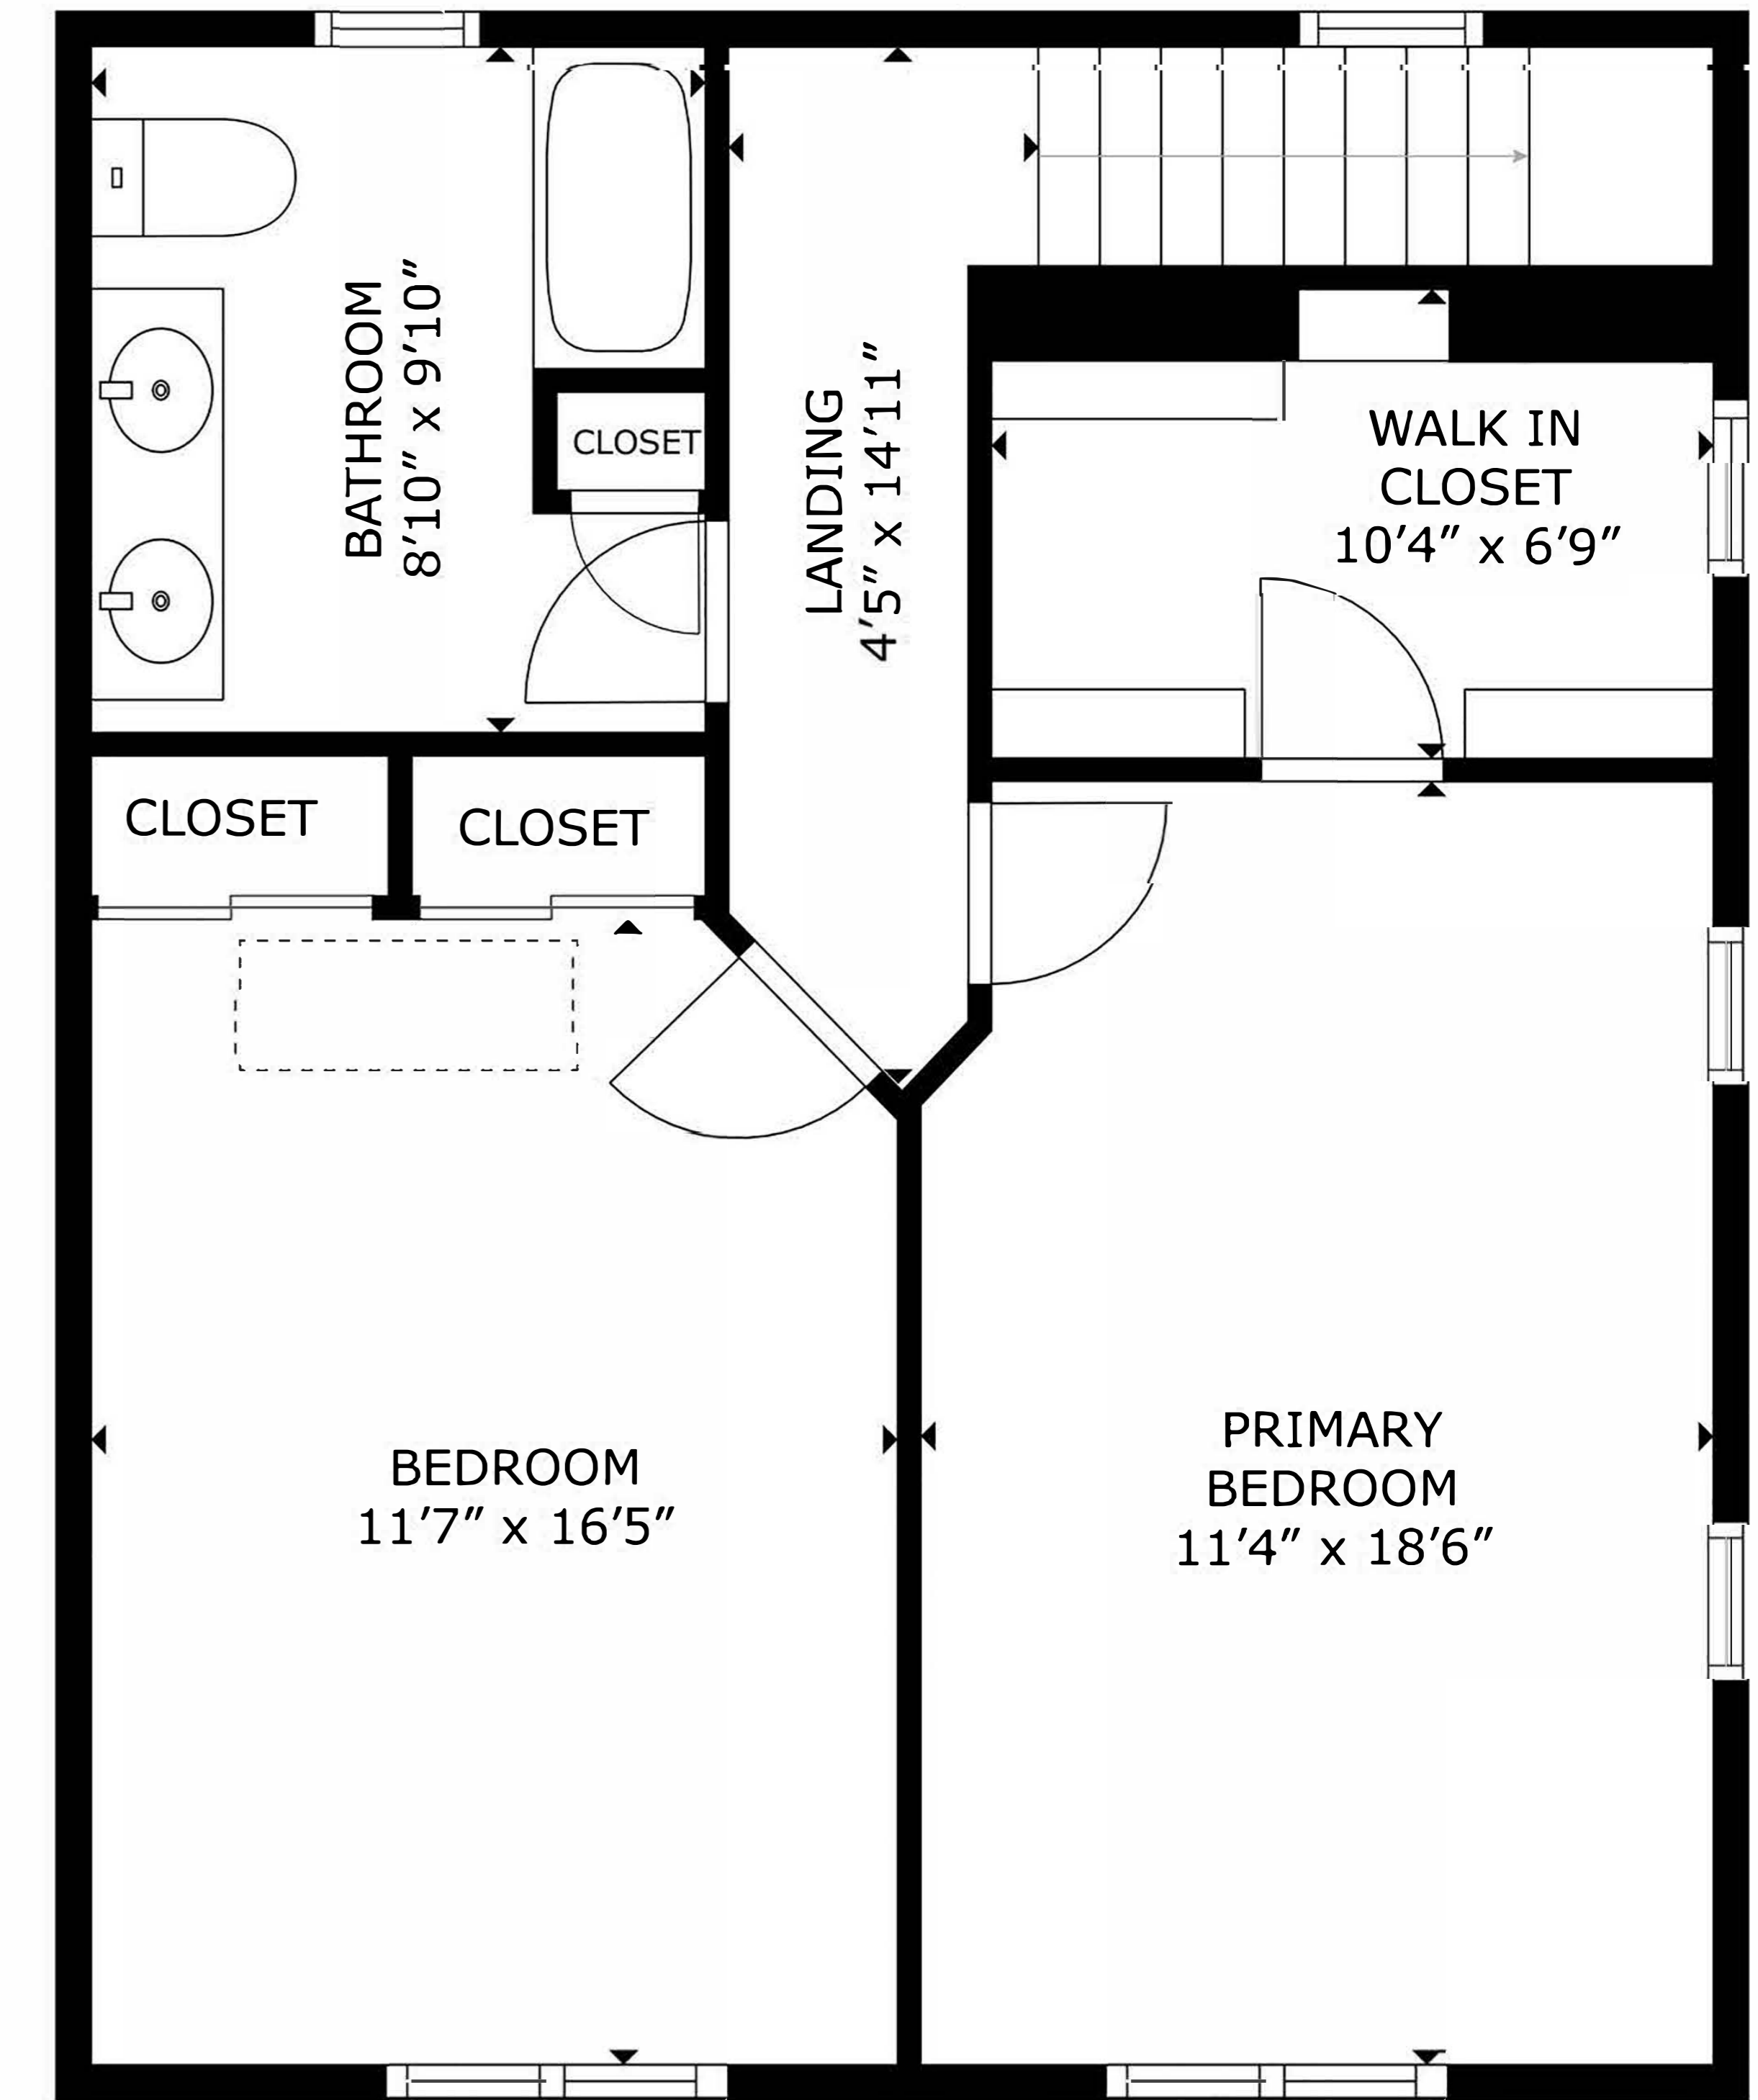 BATHROOM
8'10" x 9'10"
CLOSET
LANDING
4'5" x 14'11"
WALK IN
CLOSET
10'4" x 6'9"
CLOSET
CLOSET
BEDROOM
11'7" x 16'5"
PRIMARY
BEDROOM
11'4" x 18'6"